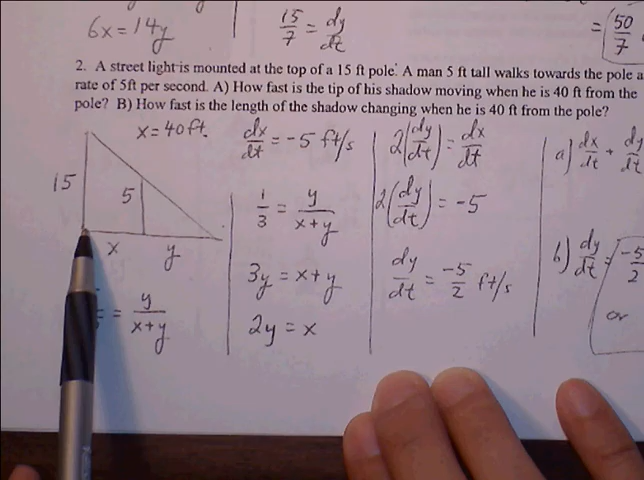 6x = 14y
15/7 = dy/dt
= 50/7
2. A street light is mounted at the top of a 15 ft pole. A man 5 ft tall walks towards the pole a
rate of 5ft per second. A) How fast is the tip of his shadow moving when he is 40 ft from the
pole? B) How fast is the length of the shadow changing when he is 40 ft from the pole?
x = 40 ft.
15
5
x
y
= y/(x+y)
dx/dt = -5 ft/s
1/3 = y/(x+y)
3y = x+y
2y = x
2(dy/dt) = dx/dt
2(dy/dt) = -5
dy/dt = -5/2 ft/s
a) dx/dt + dy/dt
b) dy/dt = -5/2
or